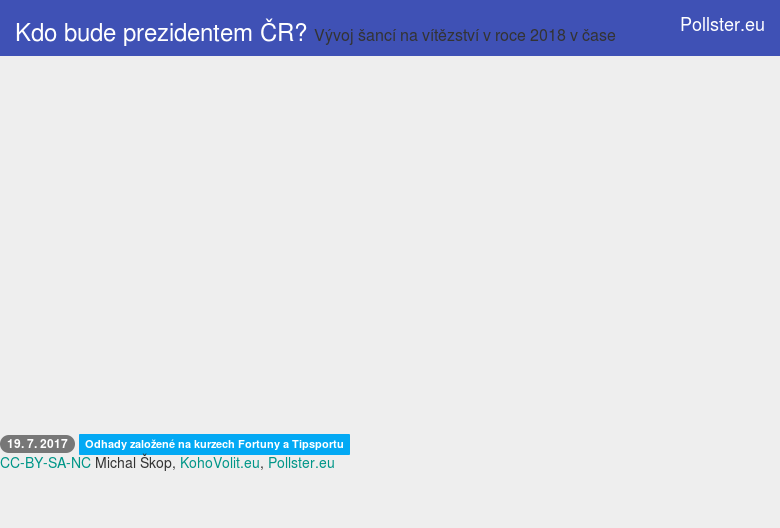 Kdo bude prezidentem ČR? Vývoj šancí na vítězství v roce 2018 v čase
Pollster.eu
19. 7. 2017 Odhady založené na kurzech Fortuny a Tipsportu
CC-BY-SA-NC Michal Škop, KohoVolit.eu, Pollster.eu